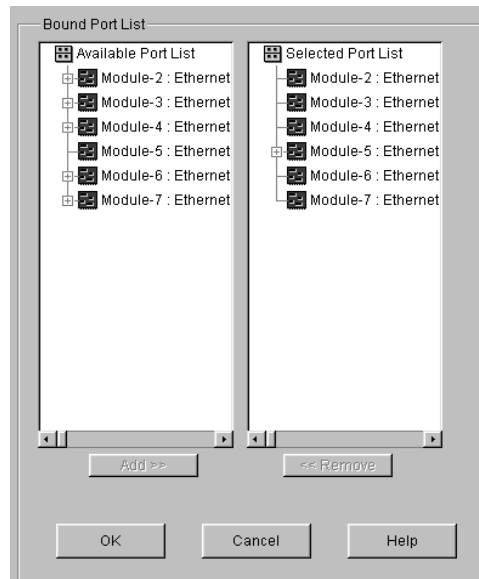 Bound Port List
Available Port List
Module-2 : Ethernet
Module-3 : Ethernet
Module-4 : Ethernet
Module-5 : Ethernet
Module-6 : Ethernet
Module-7 : Ethernet
Selected Port List
Module-2 : Ethernet
Module-3 : Ethernet
Module-4 : Ethernet
Module-5 : Ethernet
Module-6 : Ethernet
Module-7 : Ethernet
Add >>
<< Remove
OK
Cancel
Help